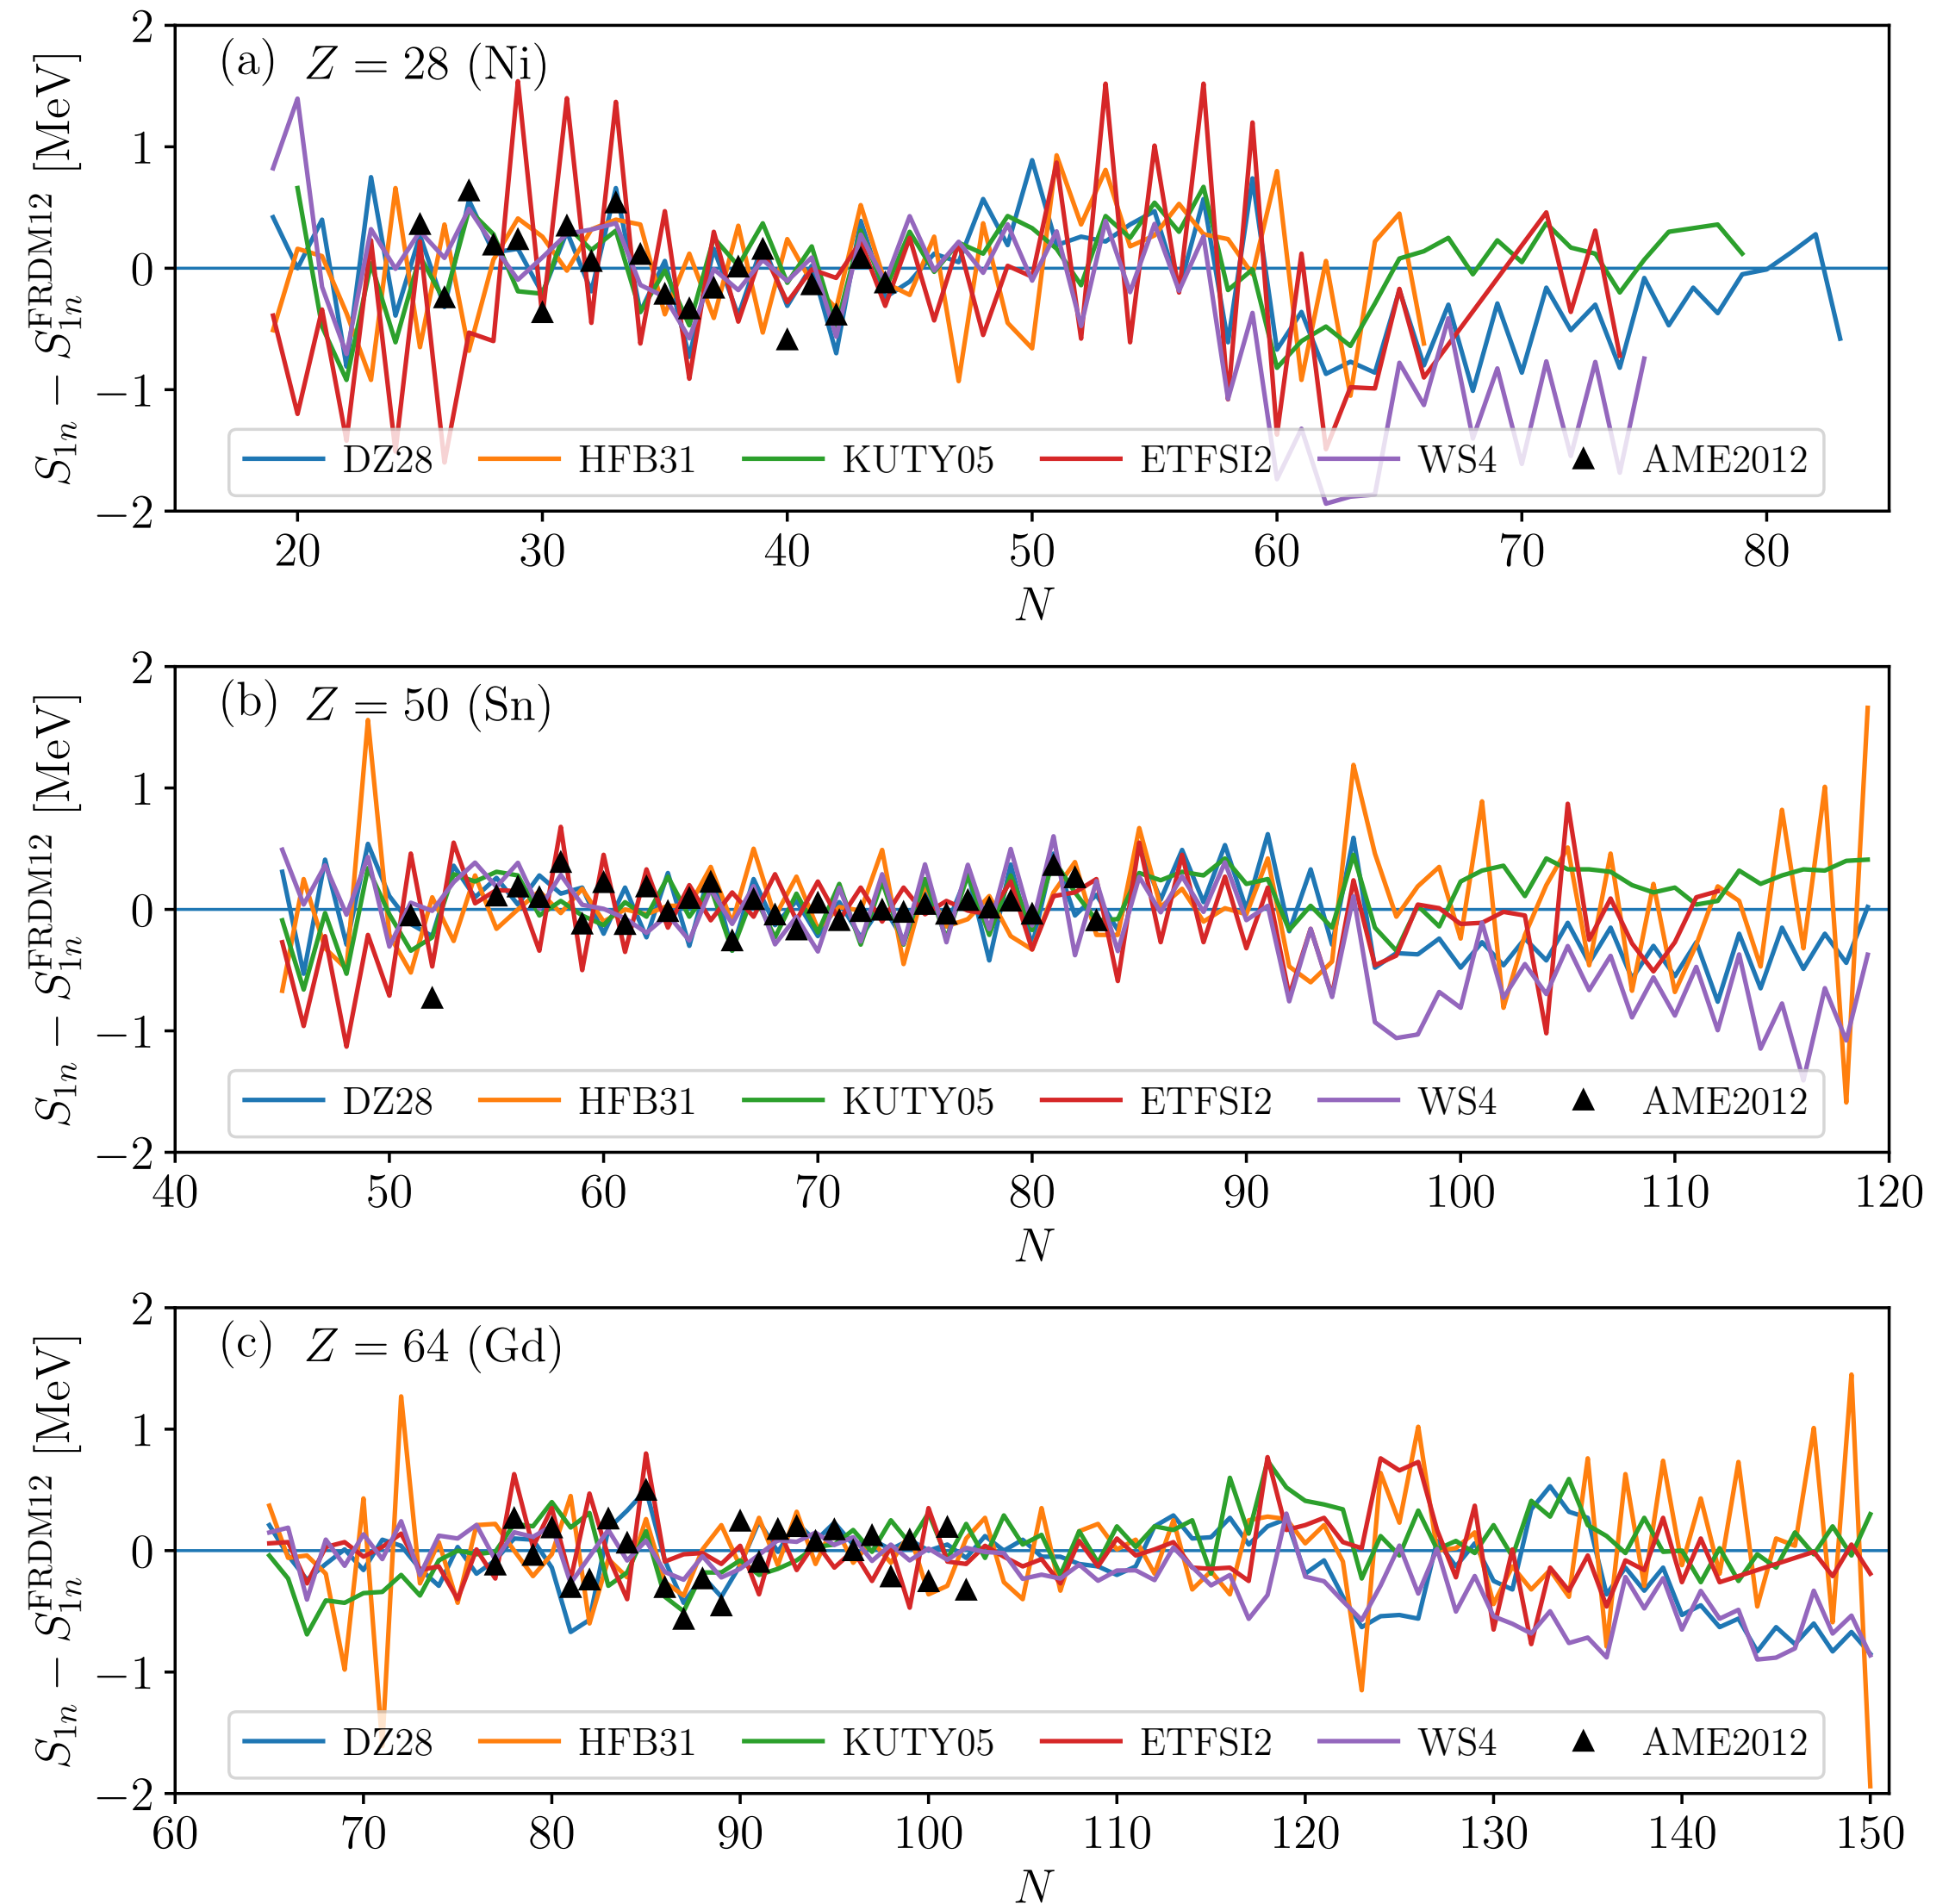 (a) Z = 28 (Ni)
S1n − S1n^FRDM12 [MeV]
2
1
0
−1
−2
DZ28 HFB31 KUTY05 ETFSI2 WS4 AME2012
20 30 40 50 60 70 80
N
(b) Z = 50 (Sn)
S1n − S1n^FRDM12 [MeV]
2
1
0
−1
−2
DZ28 HFB31 KUTY05 ETFSI2 WS4 AME2012
40 50 60 70 80 90 100 110 120
N
(c) Z = 64 (Gd)
S1n − S1n^FRDM12 [MeV]
2
1
0
−1
−2
DZ28 HFB31 KUTY05 ETFSI2 WS4 AME2012
60 70 80 90 100 110 120 130 140 150
N